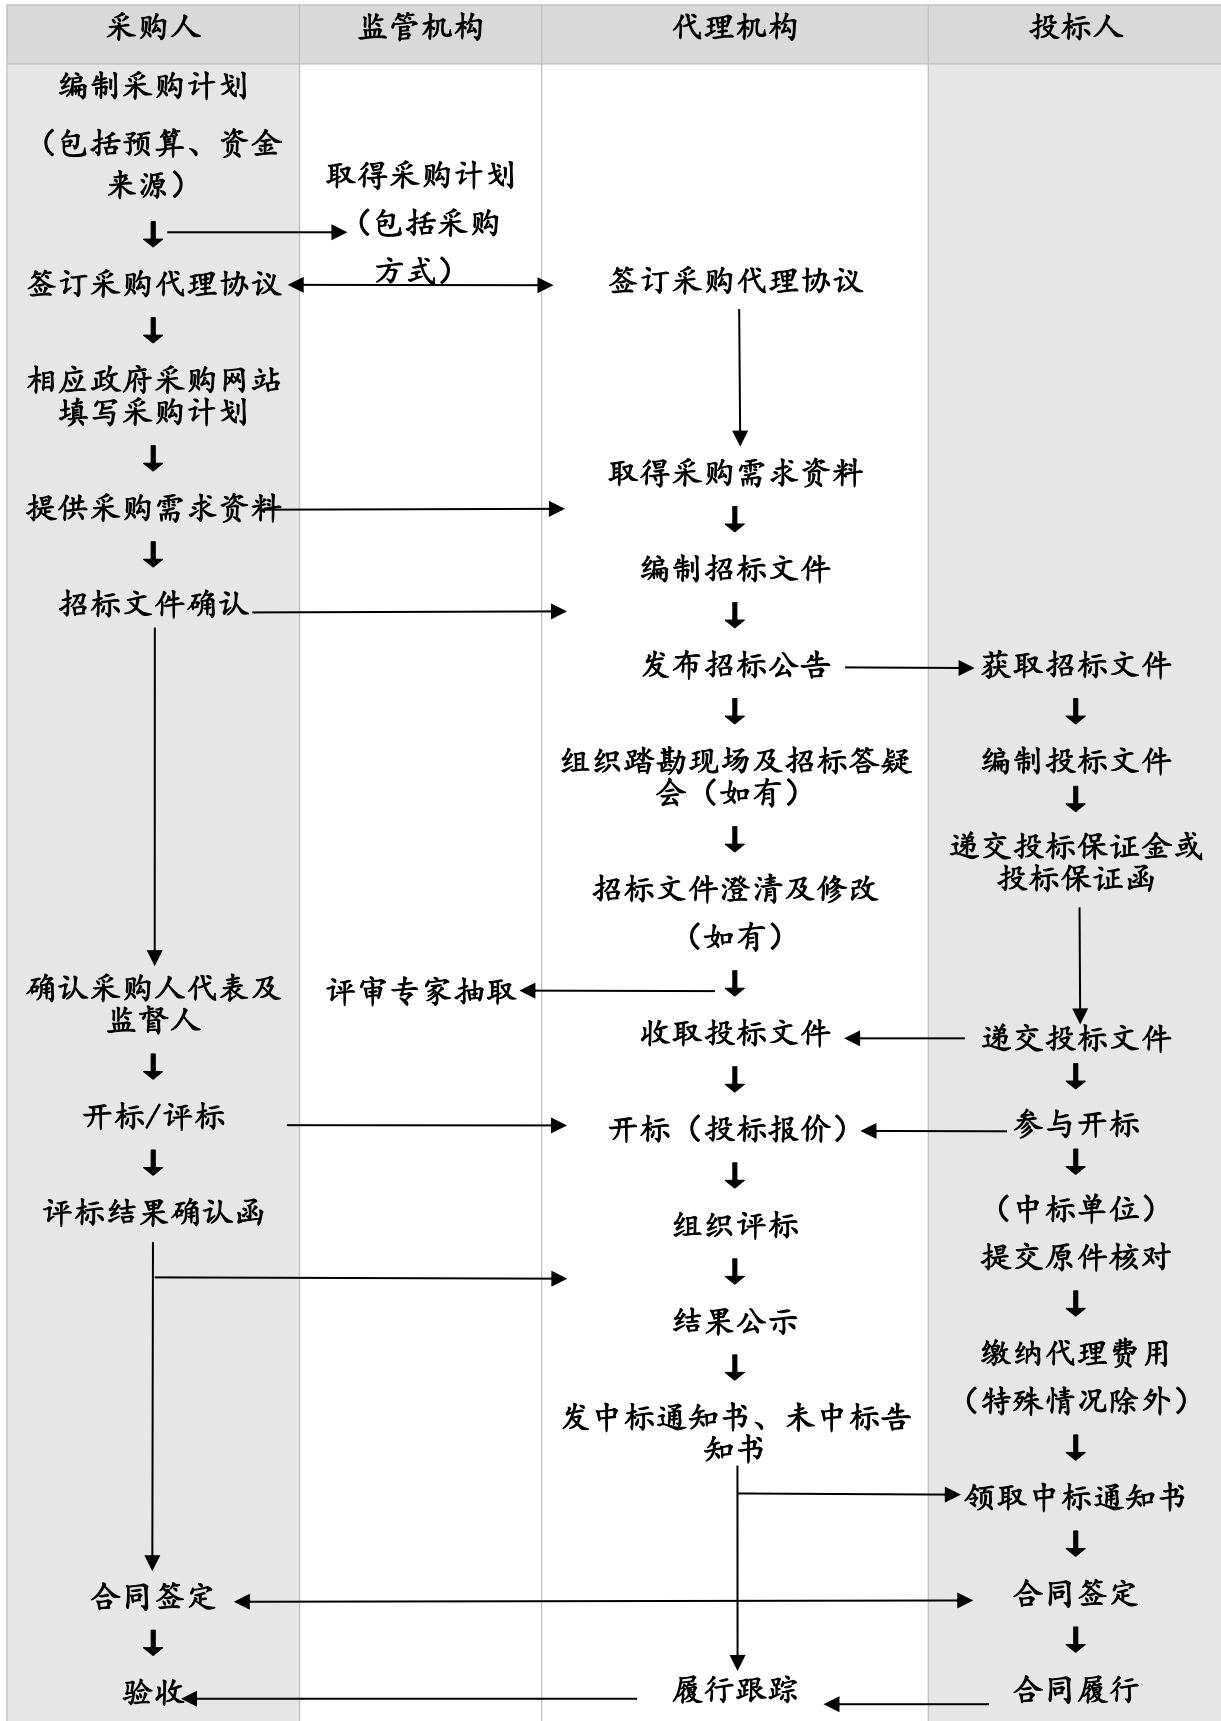 采购人
监管机构
代理机构
投标人
编制采购计划
（包括预算、资金
来源）
签订采购代理协议
相应政府采购网站
填写采购计划
提供采购需求资料
招标文件确认
确认采购人代表及
监督人
开标/评标
评标结果确认函
合同签定
验收
取得采购计划
（包括采购
方式）
评审专家抽取
签订采购代理协议
取得采购需求资料
编制招标文件
发布招标公告
组织踏勘现场及招标答疑
会（如有）
招标文件澄清及修改
（如有）
收取投标文件
开标（投标报价）
组织评标
结果公示
发中标通知书、未中标告
知书
履行跟踪
获取招标文件
编制投标文件
递交投标保证金或
投标保证函
递交投标文件
参与开标
（中标单位）
提交原件核对
缴纳代理费用
（特殊情况除外）
领取中标通知书
合同签定
合同履行